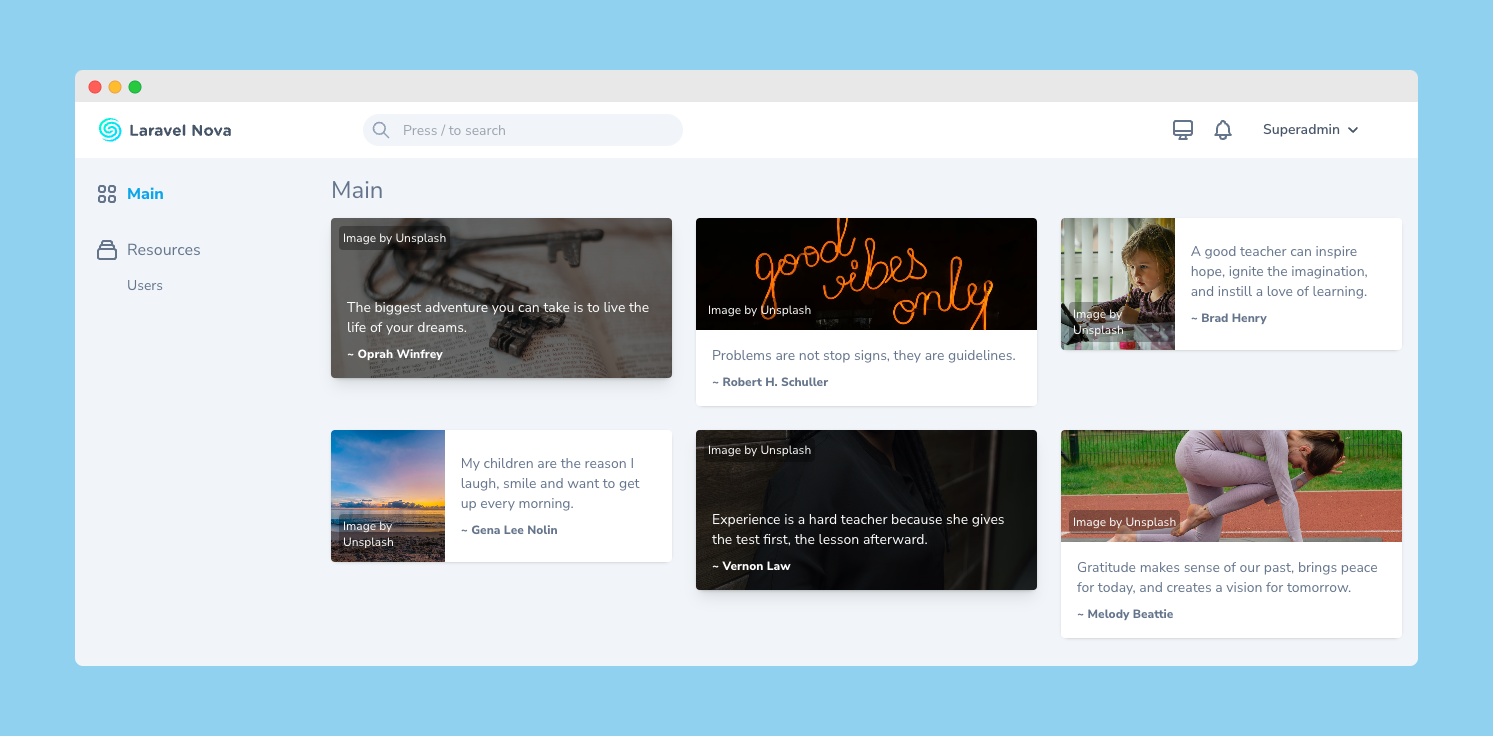 Laravel Nova
Press / to search
Superadmin
Main
Resources
Users
Main
Image by Unsplash
The biggest adventure you can take is to live the
life of your dreams.
~ Oprah Winfrey
good
vibes
only
Image by Unsplash
Problems are not stop signs, they are guidelines.
~ Robert H. Schuller
Image by
Unsplash
A good teacher can inspire
hope, ignite the imagination,
and instill a love of learning.
~ Brad Henry
Image by
Unsplash
My children are the reason I
laugh, smile and want to get
up every morning.
~ Gena Lee Nolin
Image by Unsplash
Experience is a hard teacher because she gives
the test first, the lesson afterward.
~ Vernon Law
Image by Unsplash
Gratitude makes sense of our past, brings peace
for today, and creates a vision for tomorrow.
~ Melody Beattie